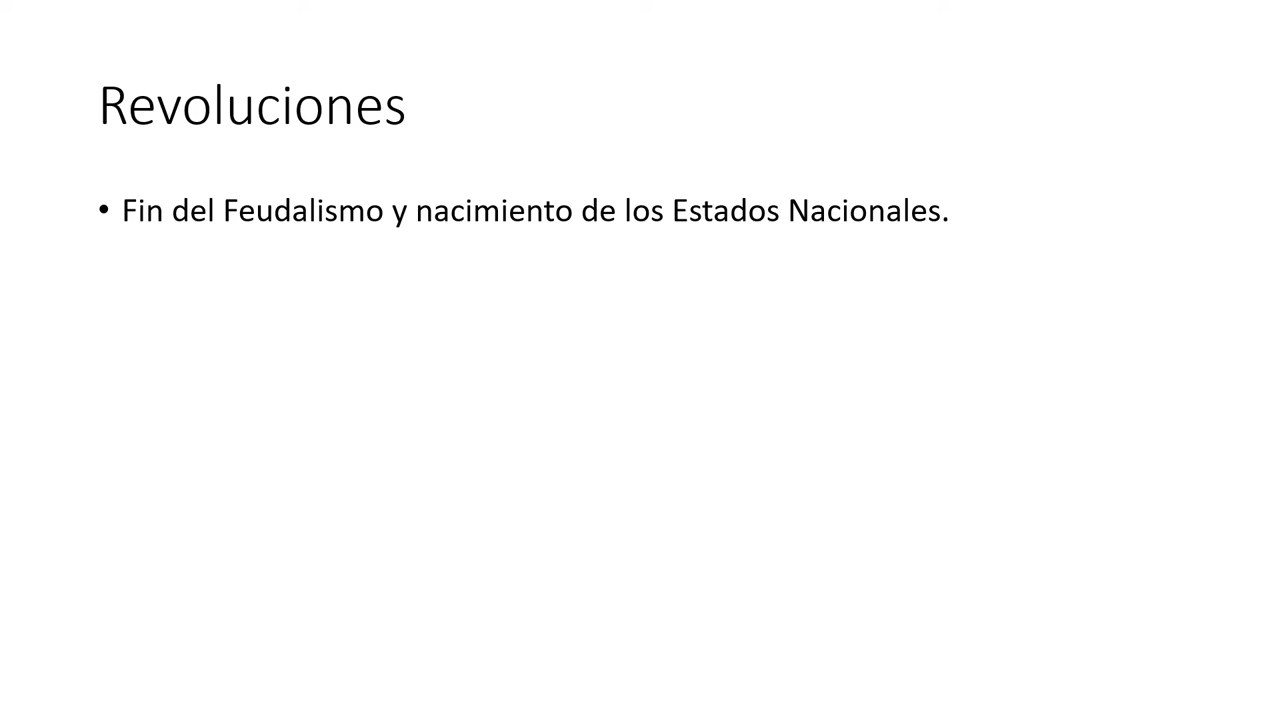 Revoluciones
• Fin del Feudalismo y nacimiento de los Estados Nacionales.